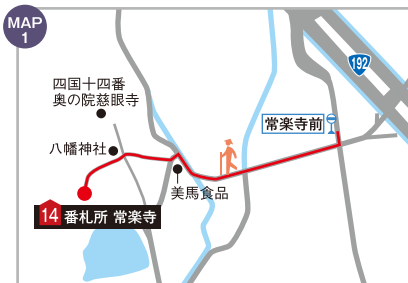 MAP
1
192
四国十四番
奥の院慈眼寺
常楽寺前
八幡神社
美馬食品
14 番札所 常楽寺